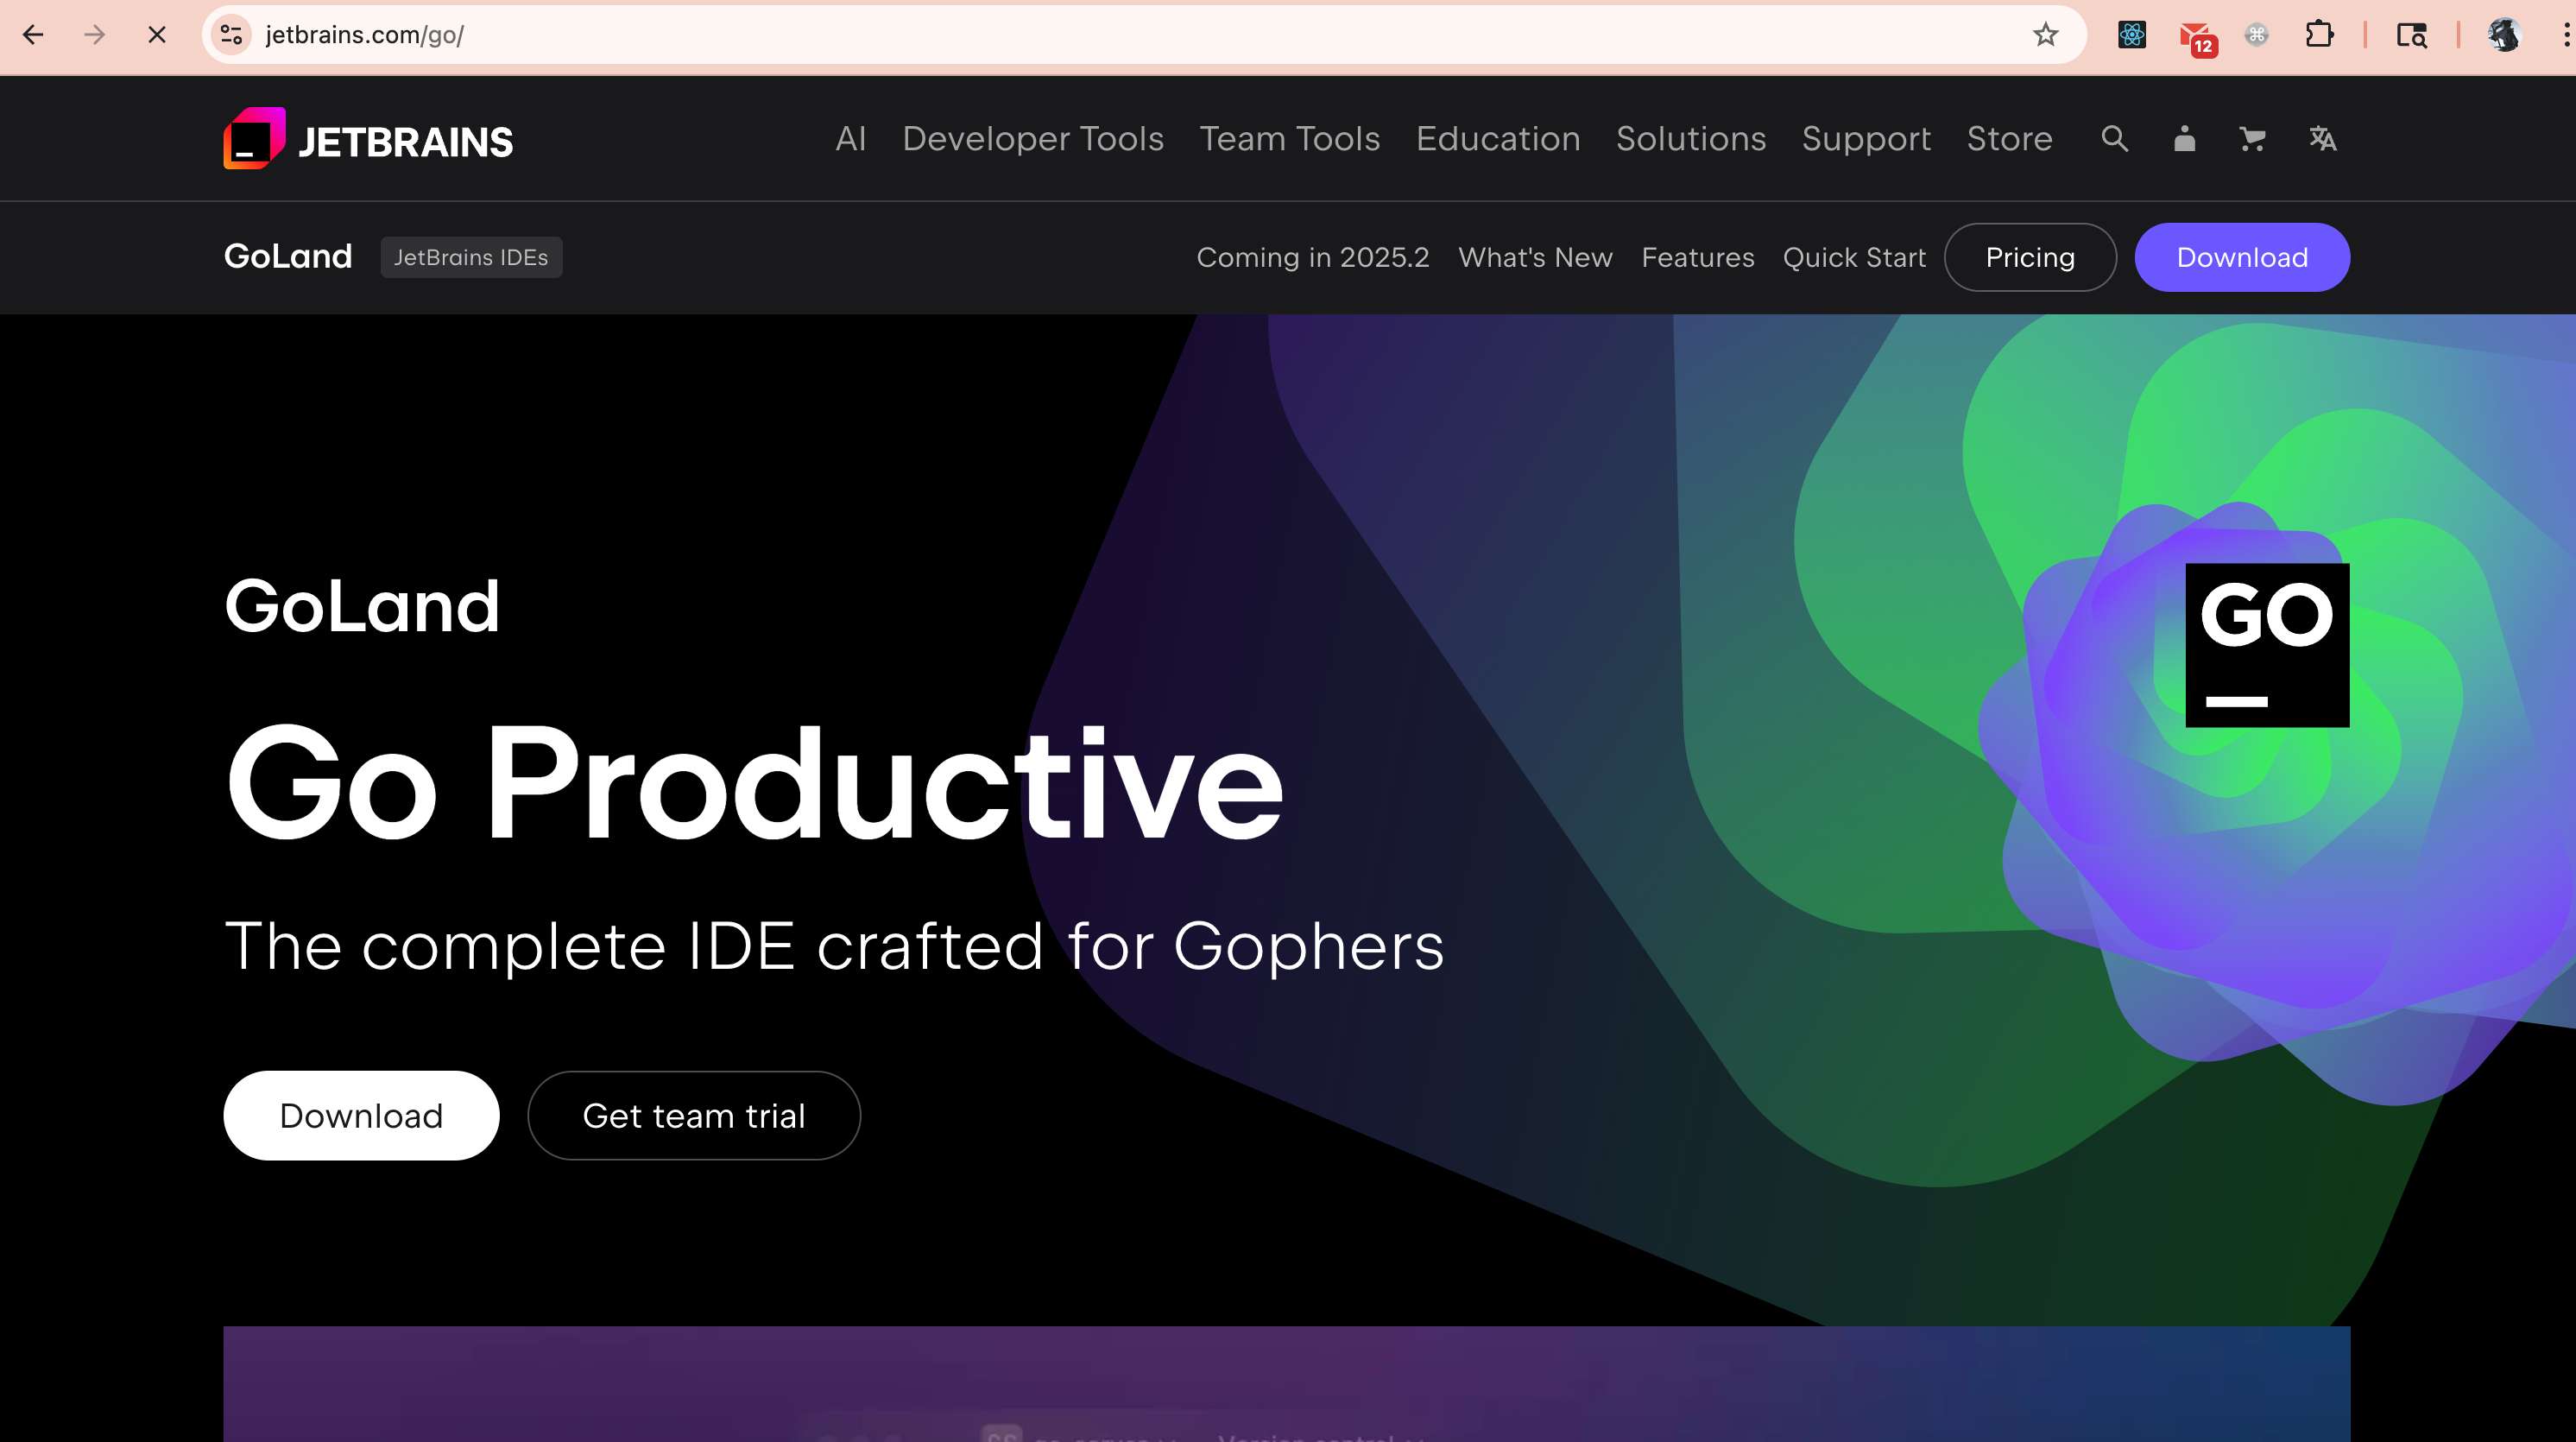 jetbrains.com/go/
12
JETBRAINS
AI Developer Tools Team Tools Education Solutions Support Store
GoLand JetBrains IDEs Coming in 2025.2 What's New Features Quick Start Pricing Download
GoLand
GO
Go Productive
The complete IDE crafted for Gophers
Download Get team trial
Version control